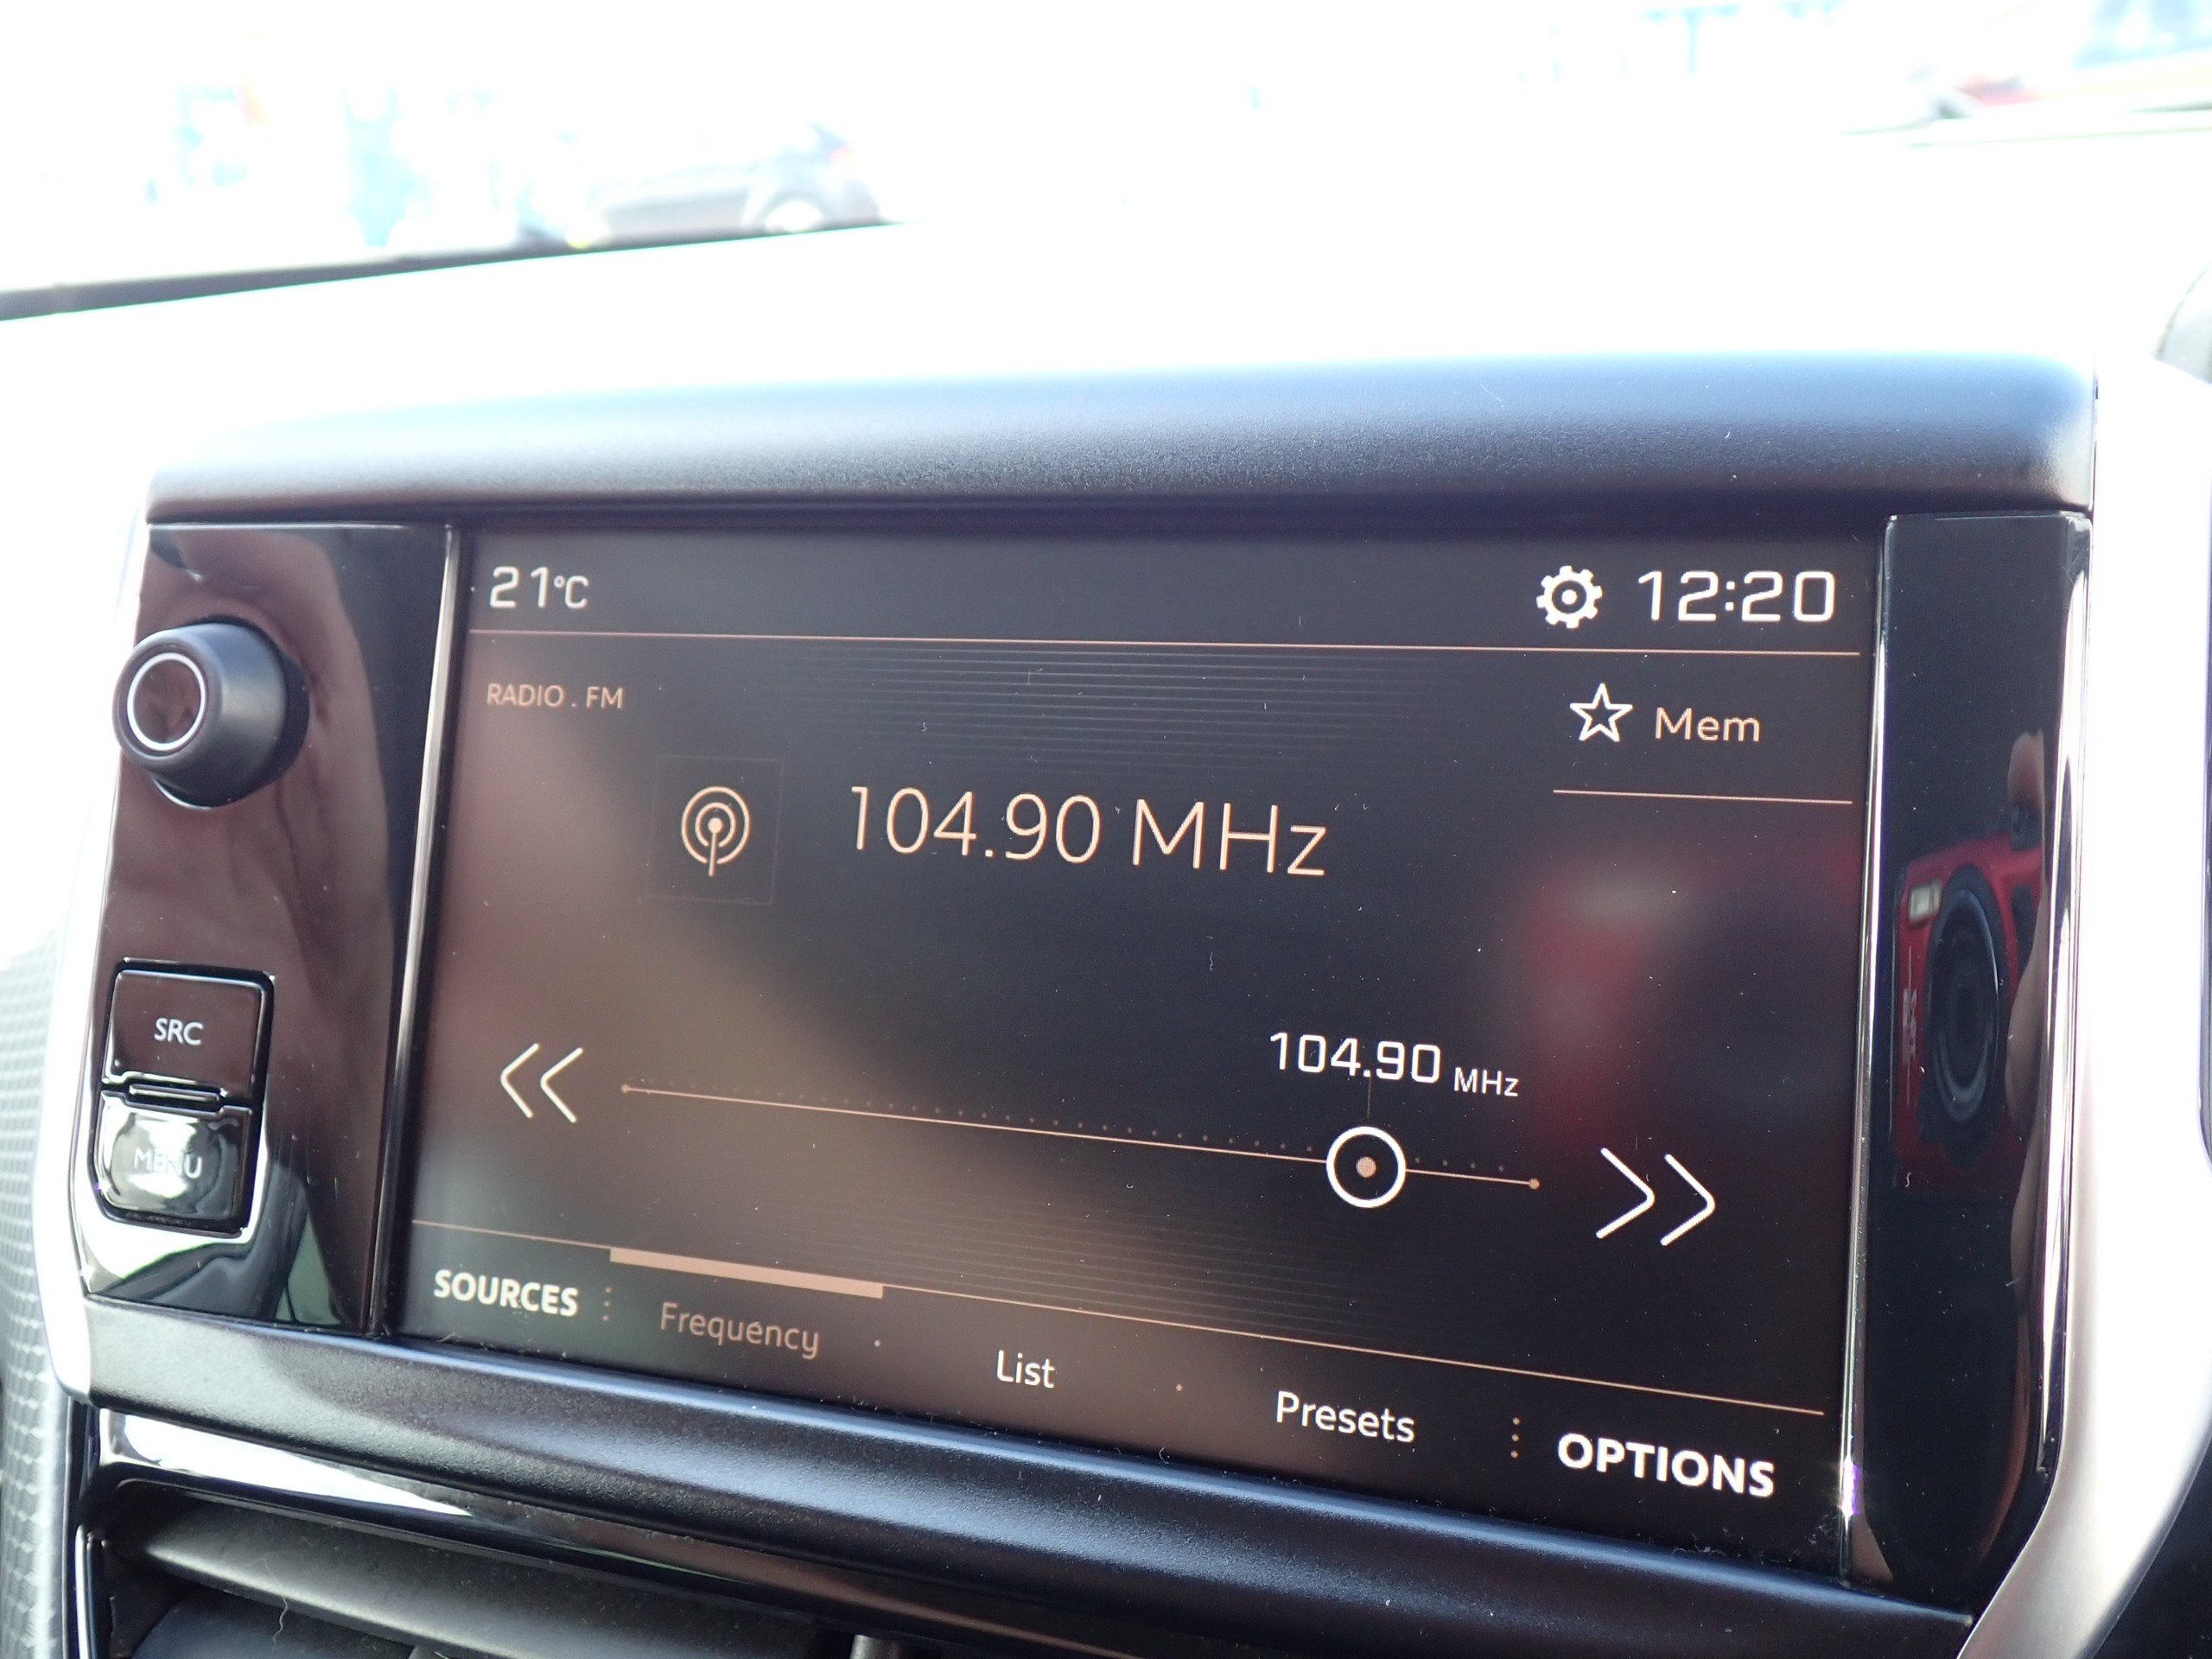 21°C
12:20
RADIO . FM
Mem
104.90 MHz
SRC
104.90 MHz
MENU
SOURCES
Frequency
List
Presets
OPTIONS